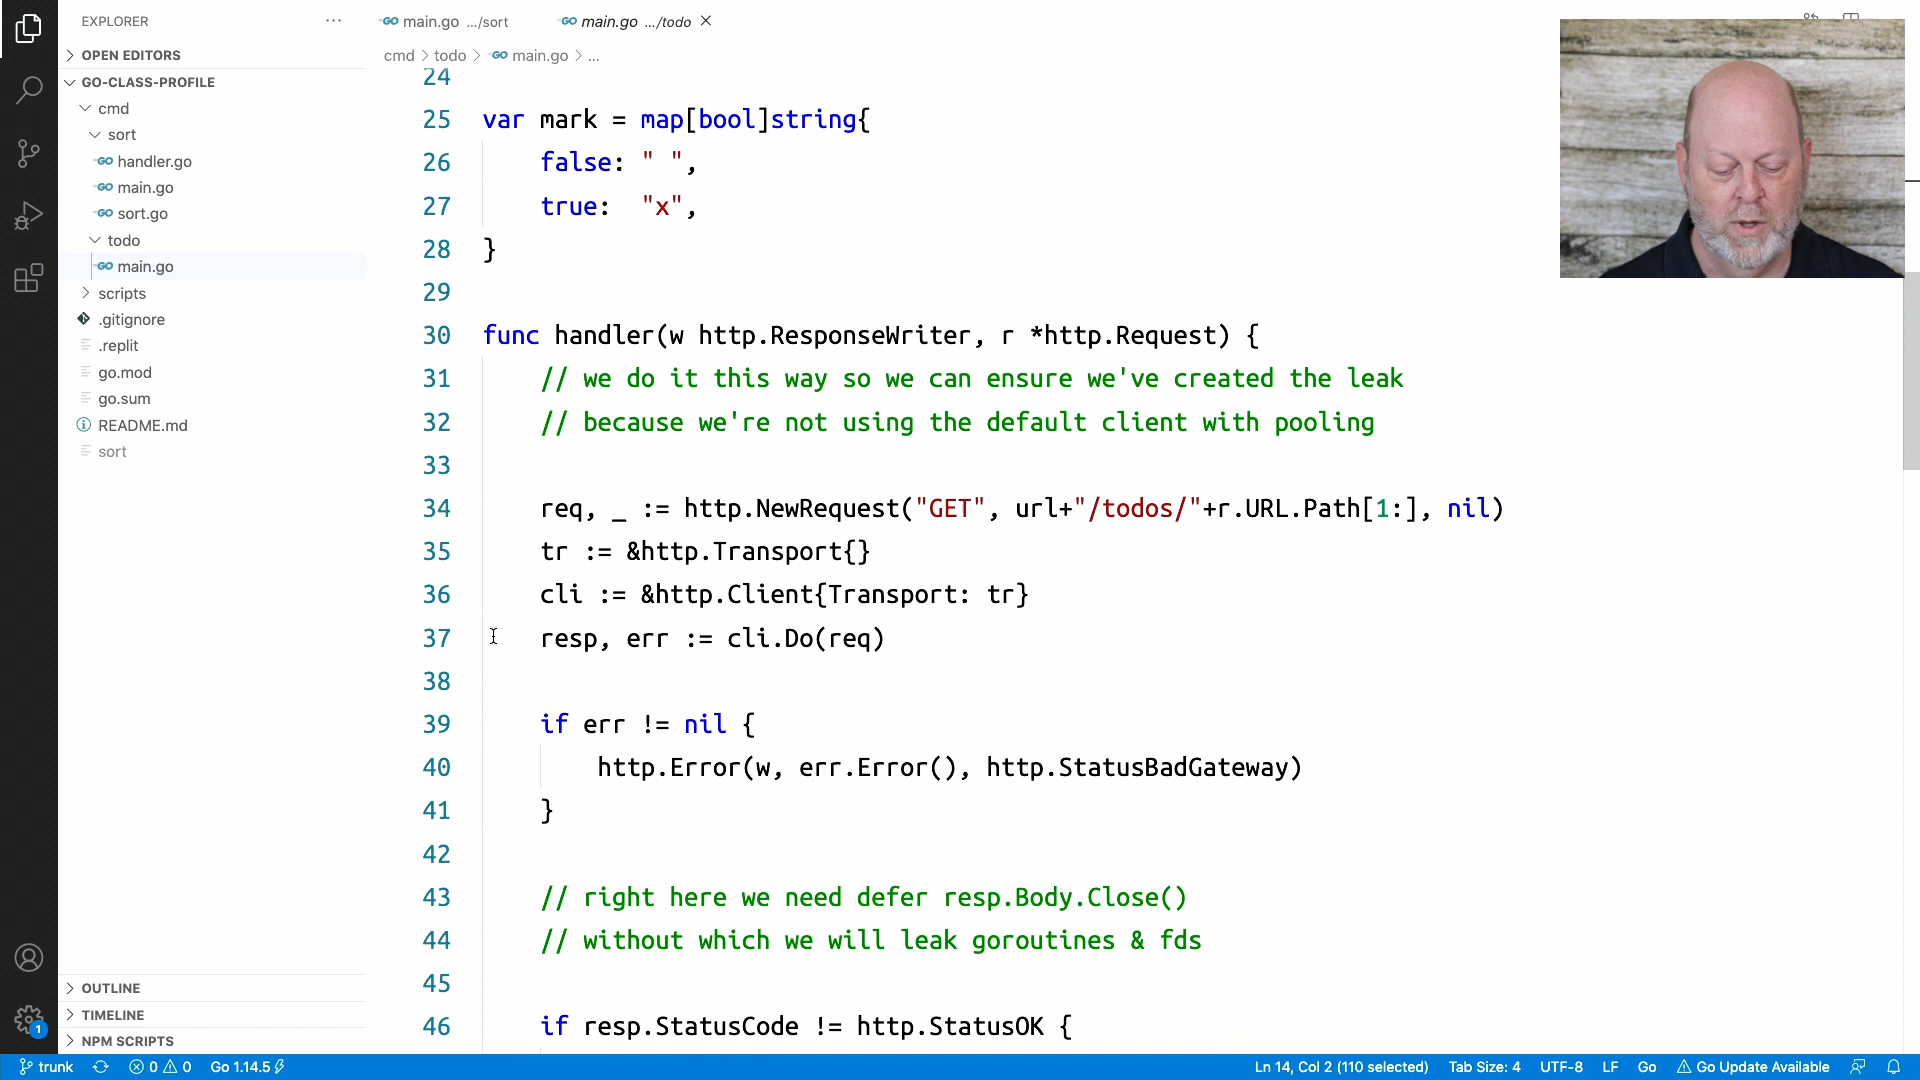 EXPLORER
OPEN EDITORS
GO-CLASS-PROFILE
cmd
sort
handler.go
main.go
sort.go
todo
main.go
scripts
.gitignore
.replit
go.mod
go.sum
README.md
sort
OUTLINE
TIMELINE
NPM SCRIPTS
main.go .../sort
main.go .../todo
cmd > todo > main.go > ...
24
25 var mark = map[bool]string{
26 false: " ",
27 true: "x",
28 }
29
30 func handler(w http.ResponseWriter, r *http.Request) {
31 // we do it this way so we can ensure we've created the leak
32 // because we're not using the default client with pooling
33
34 req, _ := http.NewRequest("GET", url+"/todos/"+r.URL.Path[1:], nil)
35 tr := &http.Transport{}
36 cli := &http.Client{Transport: tr}
37 resp, err := cli.Do(req)
38
39 if err != nil {
40 http.Error(w, err.Error(), http.StatusBadGateway)
41 }
42
43 // right here we need defer resp.Body.Close()
44 // without which we will leak goroutines & fds
45
46 if resp.StatusCode != http.StatusOK {
1
trunk 0 0 Go 1.14.5 Ln 14, Col 2 (110 selected) Tab Size: 4 UTF-8 LF Go Go Update Available